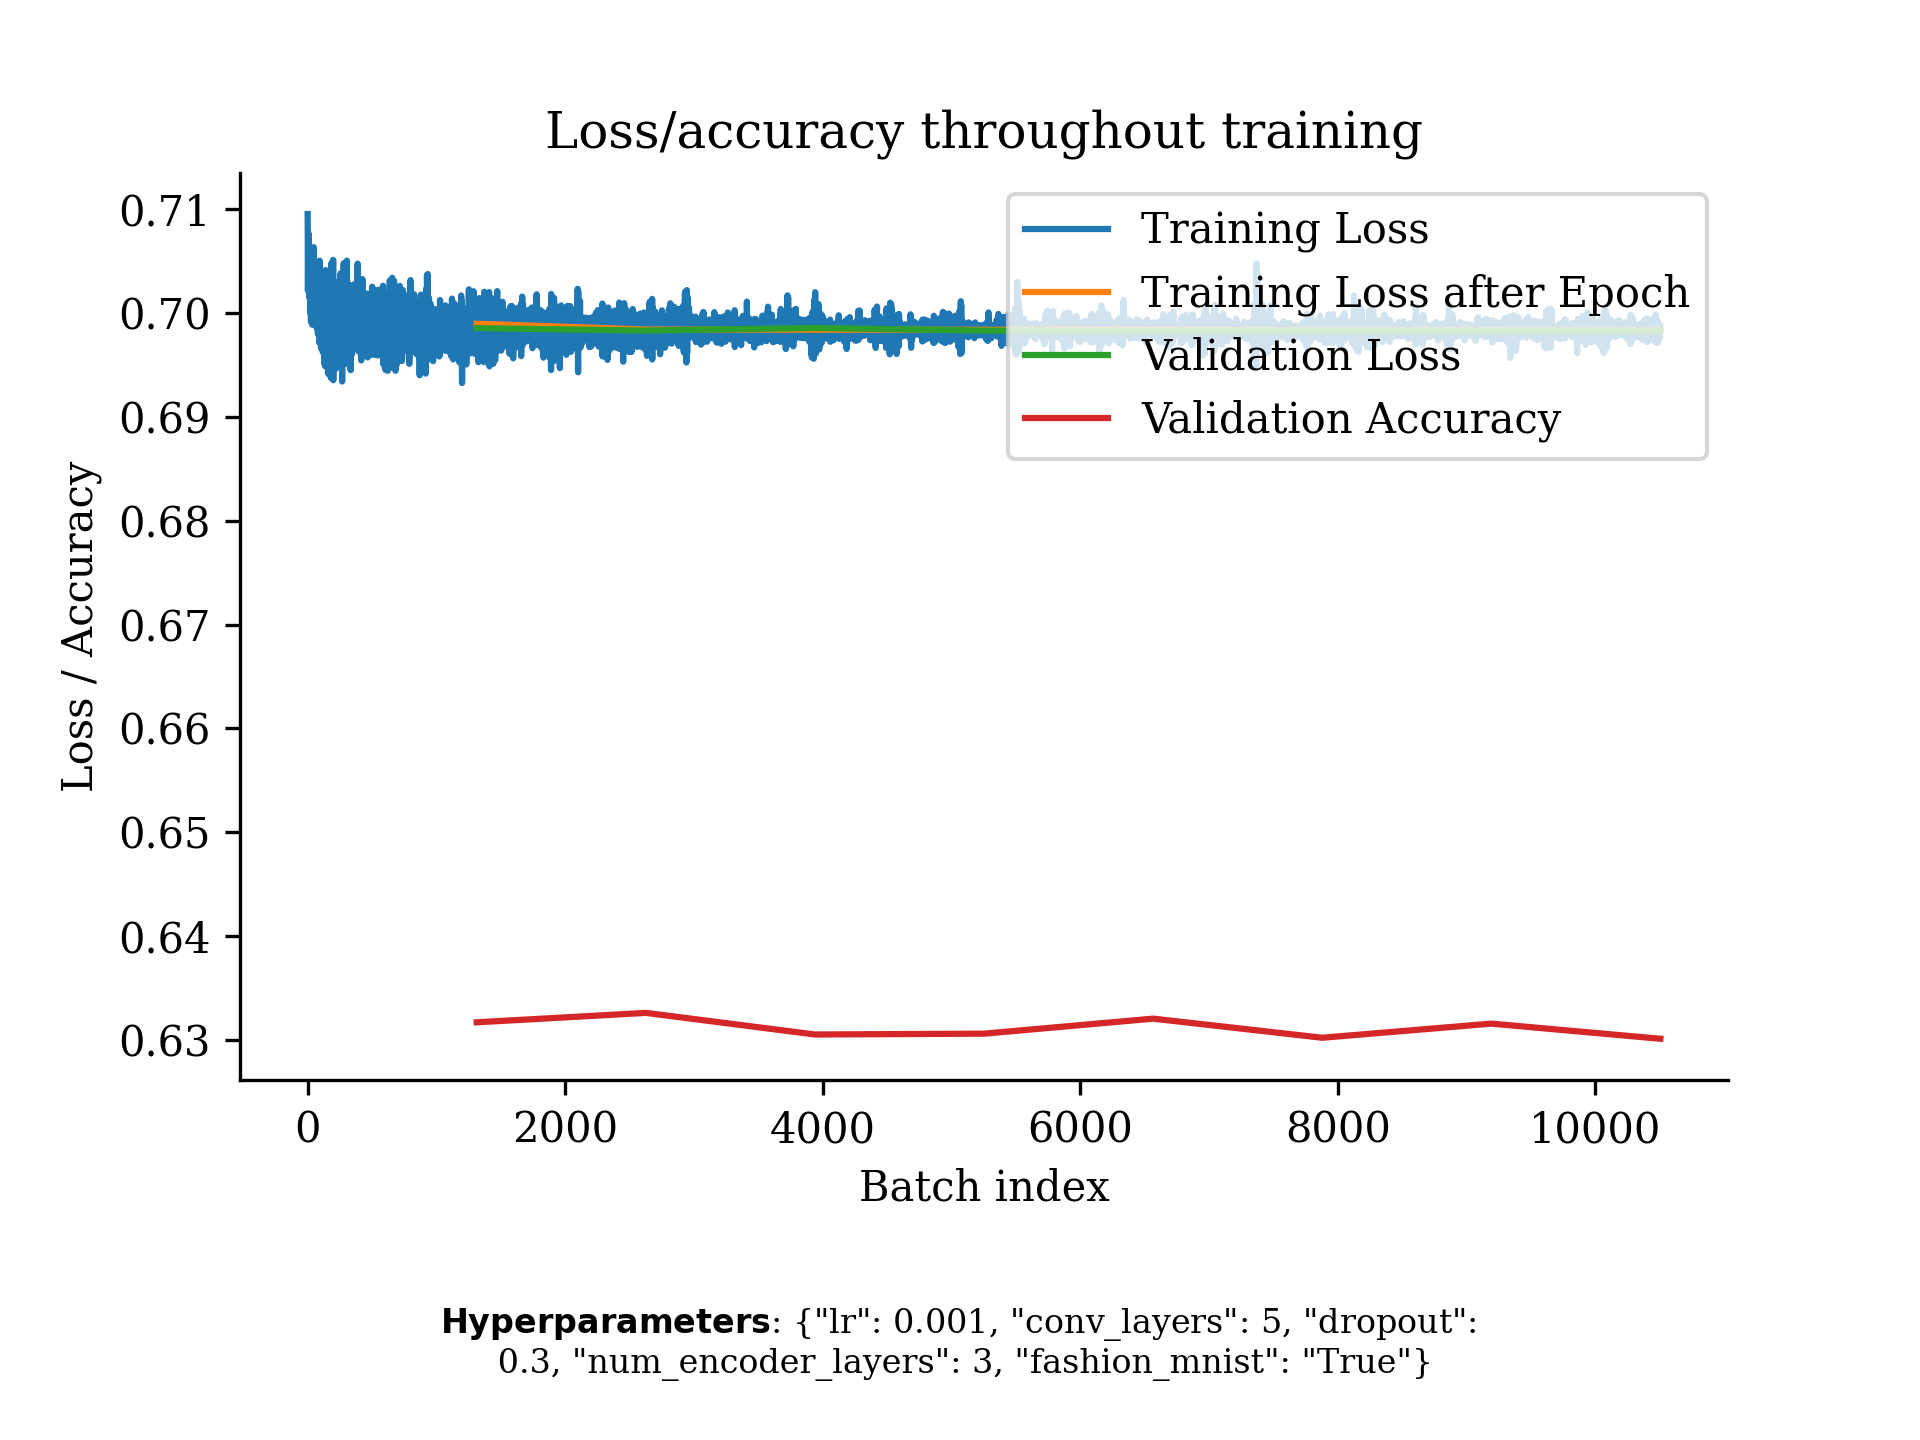 Loss/accuracy throughout training
0.71
0.70
0.69
0.68
0.67
0.66
0.65
0.64
0.63
Loss / Accuracy
Training Loss
Training Loss after Epoch
Validation Loss
Validation Accuracy
0 2000 4000 6000 8000 10000
Batch index
Hyperparameters: {"lr": 0.001, "conv_layers": 5, "dropout":
0.3, "num_encoder_layers": 3, "fashion_mnist": "True"}